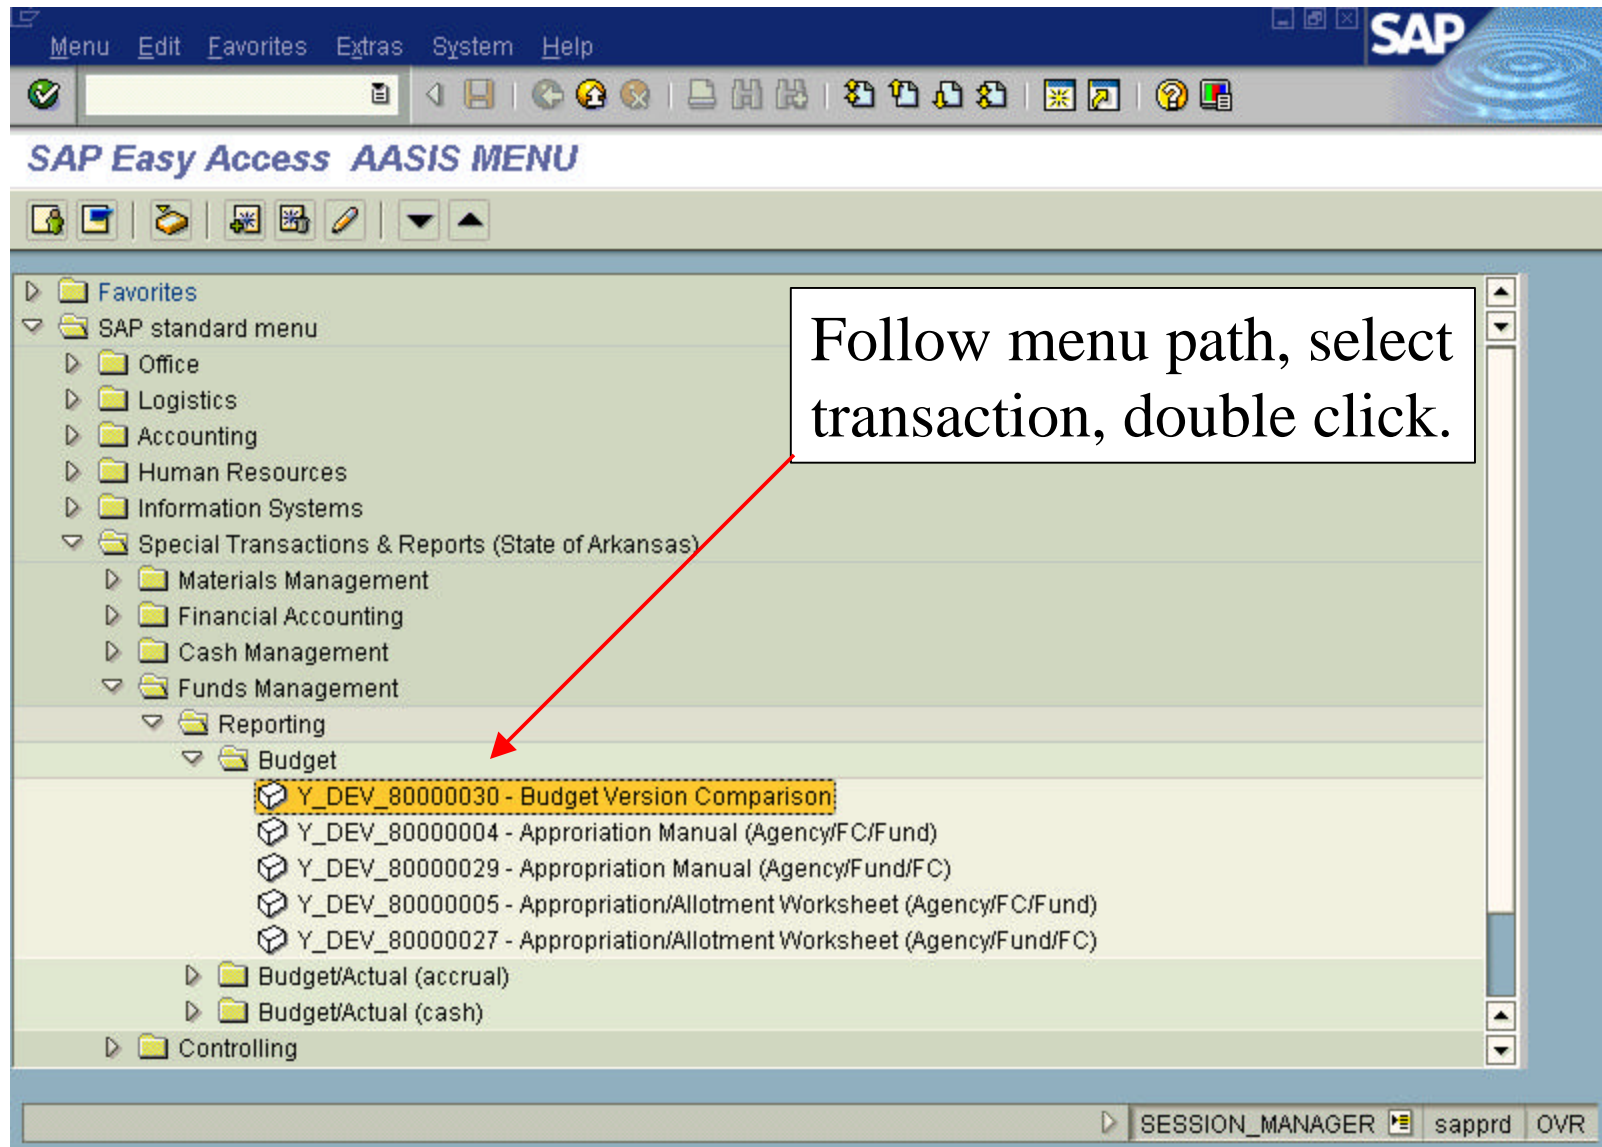 Menu Edit Favorites Extras System Help
SAP
SAP Easy Access AASIS MENU
Favorites
SAP standard menu
Office
Logistics
Accounting
Human Resources
Information Systems
Special Transactions & Reports (State of Arkansas)
Materials Management
Financial Accounting
Cash Management
Funds Management
Reporting
Budget
Y_DEV_80000030 - Budget Version Comparison
Y_DEV_80000004 - Approriation Manual (Agency/FC/Fund)
Y_DEV_80000029 - Appropriation Manual (Agency/Fund/FC)
Y_DEV_80000005 - Appropriation/Allotment Worksheet (Agency/FC/Fund)
Y_DEV_80000027 - Appropriation/Allotment Worksheet (Agency/Fund/FC)
Budget/Actual (accrual)
Budget/Actual (cash)
Controlling
Follow menu path, select
transaction, double click.
SESSION_MANAGER sapprd OVR